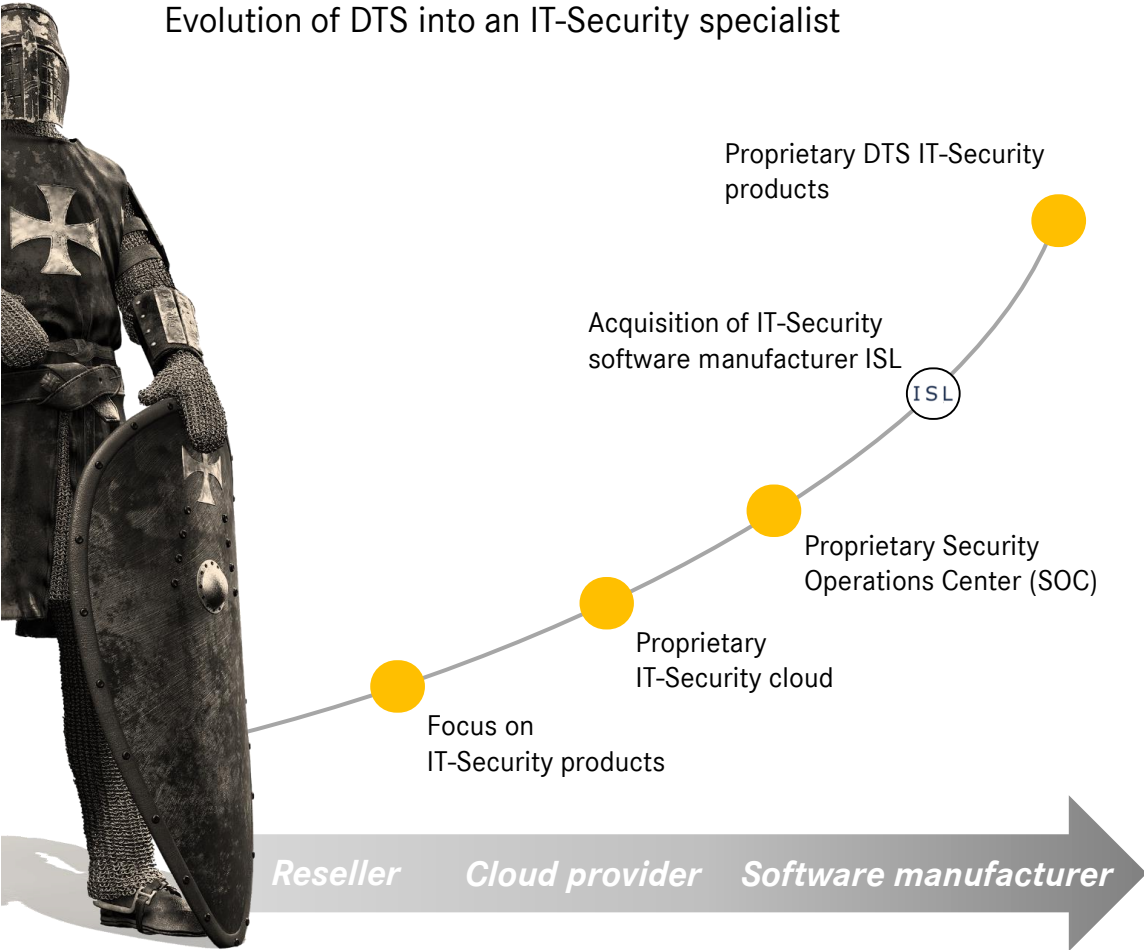 Evolution of DTS into an IT-Security specialist
Proprietary DTS IT-Security
products
Acquisition of IT-Security
software manufacturer ISL
ISL
Proprietary Security
Operations Center (SOC)
Proprietary
IT-Security cloud
Focus on
IT-Security products
Reseller Cloud provider Software manufacturer